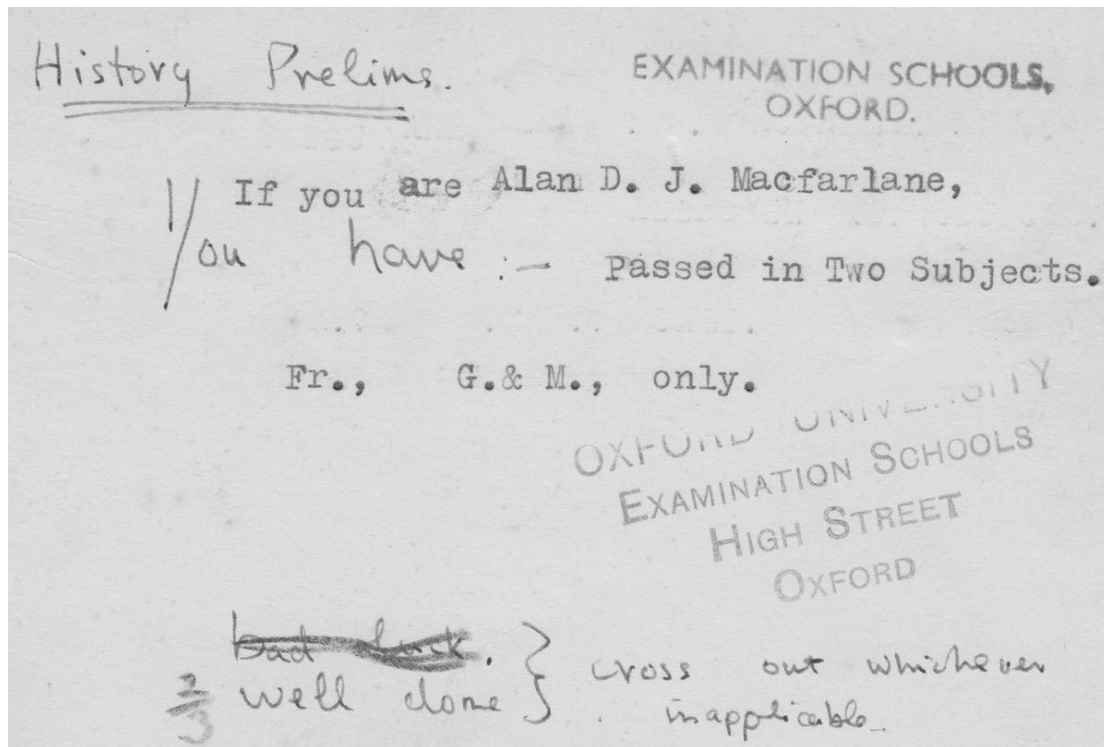 History Prelims.
EXAMINATION SCHOOLS,
OXFORD.
If you are Alan D. J. Macfarlane,
You have :- Passed in Two Subjects.
Fr., G.& M., only.
OXFORD UNIVERSITY
EXAMINATION SCHOOLS
HIGH STREET
OXFORD
bad luck.
2/3 well done } cross out whichever
inapplicable.